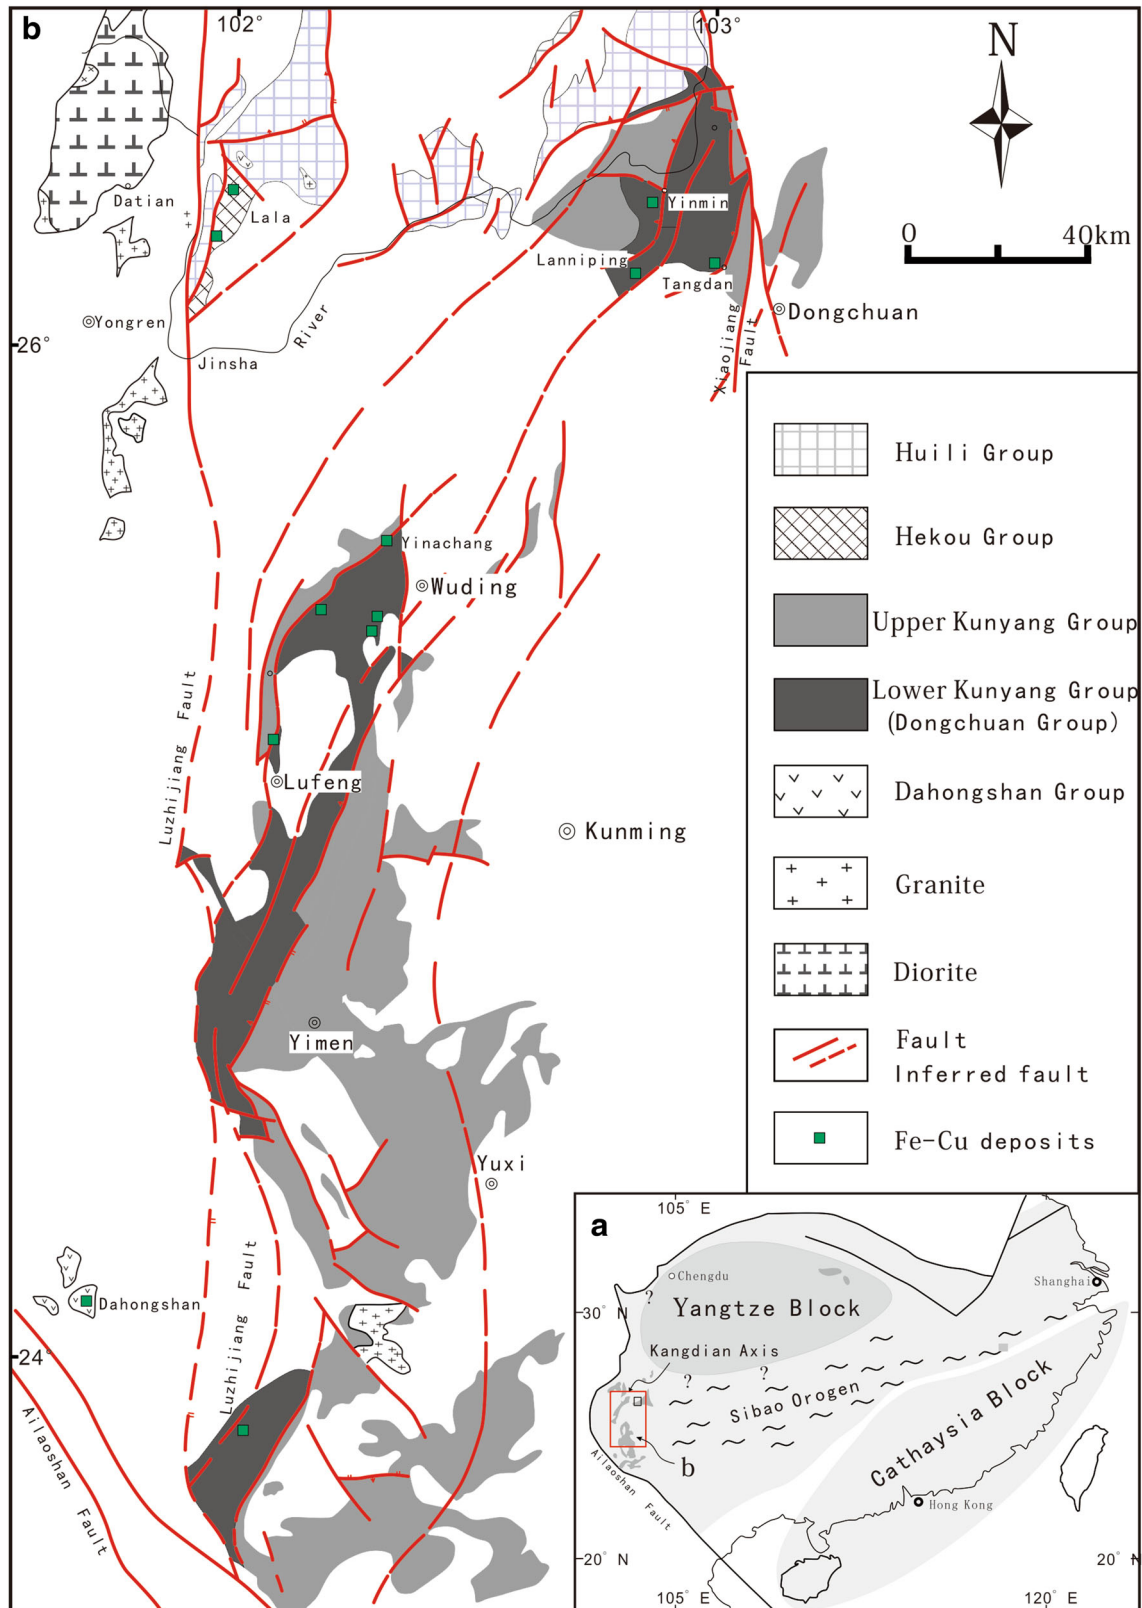 b
102°
103°
N
Datian
Lala
Yinmin
0 40km
Lanniping
Tangdan
Yongren
Dongchuan
River
Xiaojiang
Fault
26°
Jinsha
Huili Group
Yinachang
Hekou Group
Wuding
Upper Kunyang Group
Lower Kunyang Group
(Dongchuan Group)
Luzhijiang Fault
Lufeng
Dahongshan Group
Kunming
Granite
Diorite
Yimen
Fault
Inferred fault
Fe-Cu deposits
Yuxi
Luzhijiang Fault
Dahongshan
24°
Ailaoshan Fault
a
105° E
Chengdu
Shanghai
30° N
?
Yangtze Block
Kangdian Axis
? ?
Sibao Orogen
Cathaysia Block
b
Ailaoshan Fault
Hong Kong
20° N
20° N
105° E
120° E